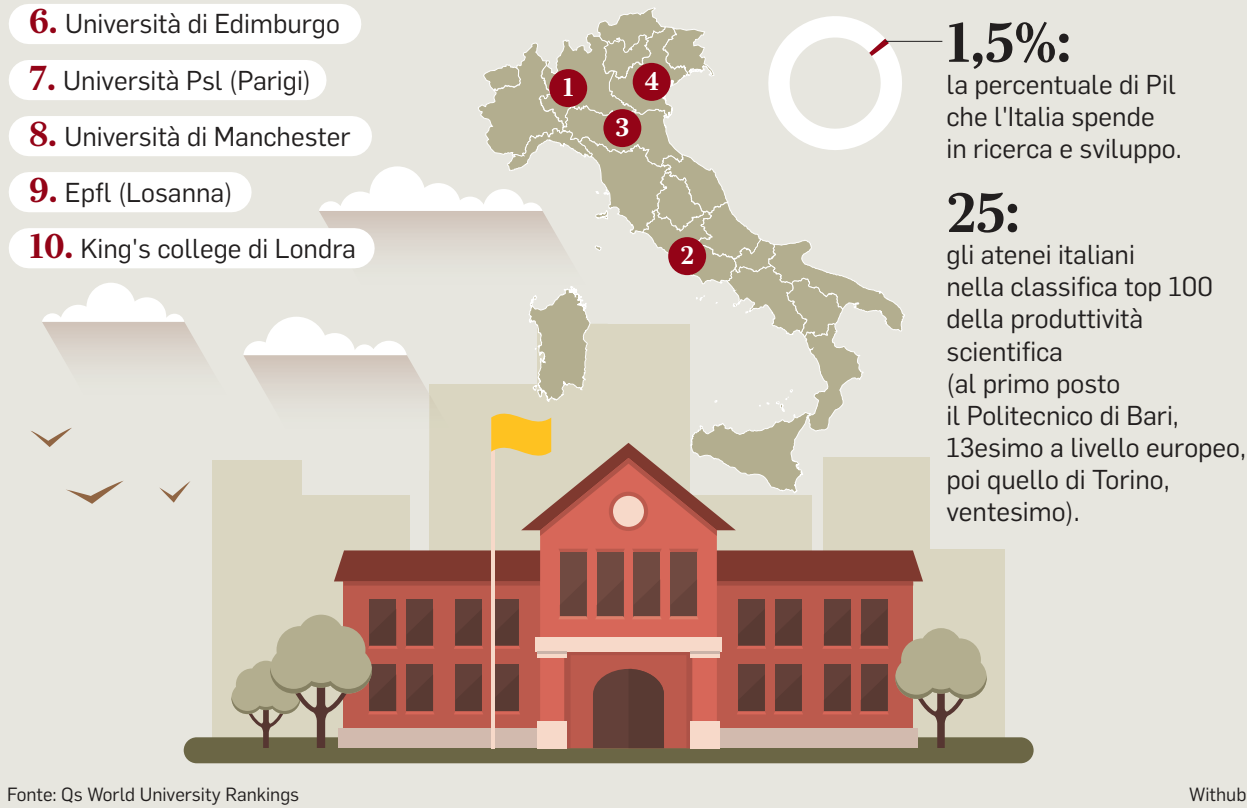 6. Università di Edimburgo
7. Università Psl (Parigi)
8. Università di Manchester
9. Epfl (Losanna)
10. King's college di Londra
1
4
3
2
1,5%:
la percentuale di Pil
che l'Italia spende
in ricerca e sviluppo.
25:
gli atenei italiani
nella classifica top 100
della produttività
scientifica
(al primo posto
il Politecnico di Bari,
13esimo a livello europeo,
poi quello di Torino,
ventesimo).
Fonte: Qs World University Rankings
Withub